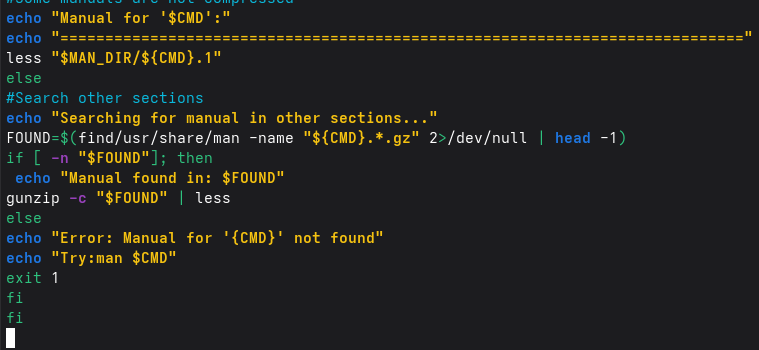 #Some manuals are not compressed
echo "Manual for '$CMD':"
echo "============================================================================"
less "$MAN_DIR/${CMD}.1"
else
#Search other sections
echo "Searching for manual in other sections..."
FOUND=$(find/usr/share/man -name "${CMD}.*.gz" 2>/dev/null | head -1)
if [ -n "$FOUND"]; then
 echo "Manual found in: $FOUND"
gunzip -c "$FOUND" | less
else
echo "Error: Manual for '{CMD}' not found"
echo "Try:man $CMD"
exit 1
fi
fi